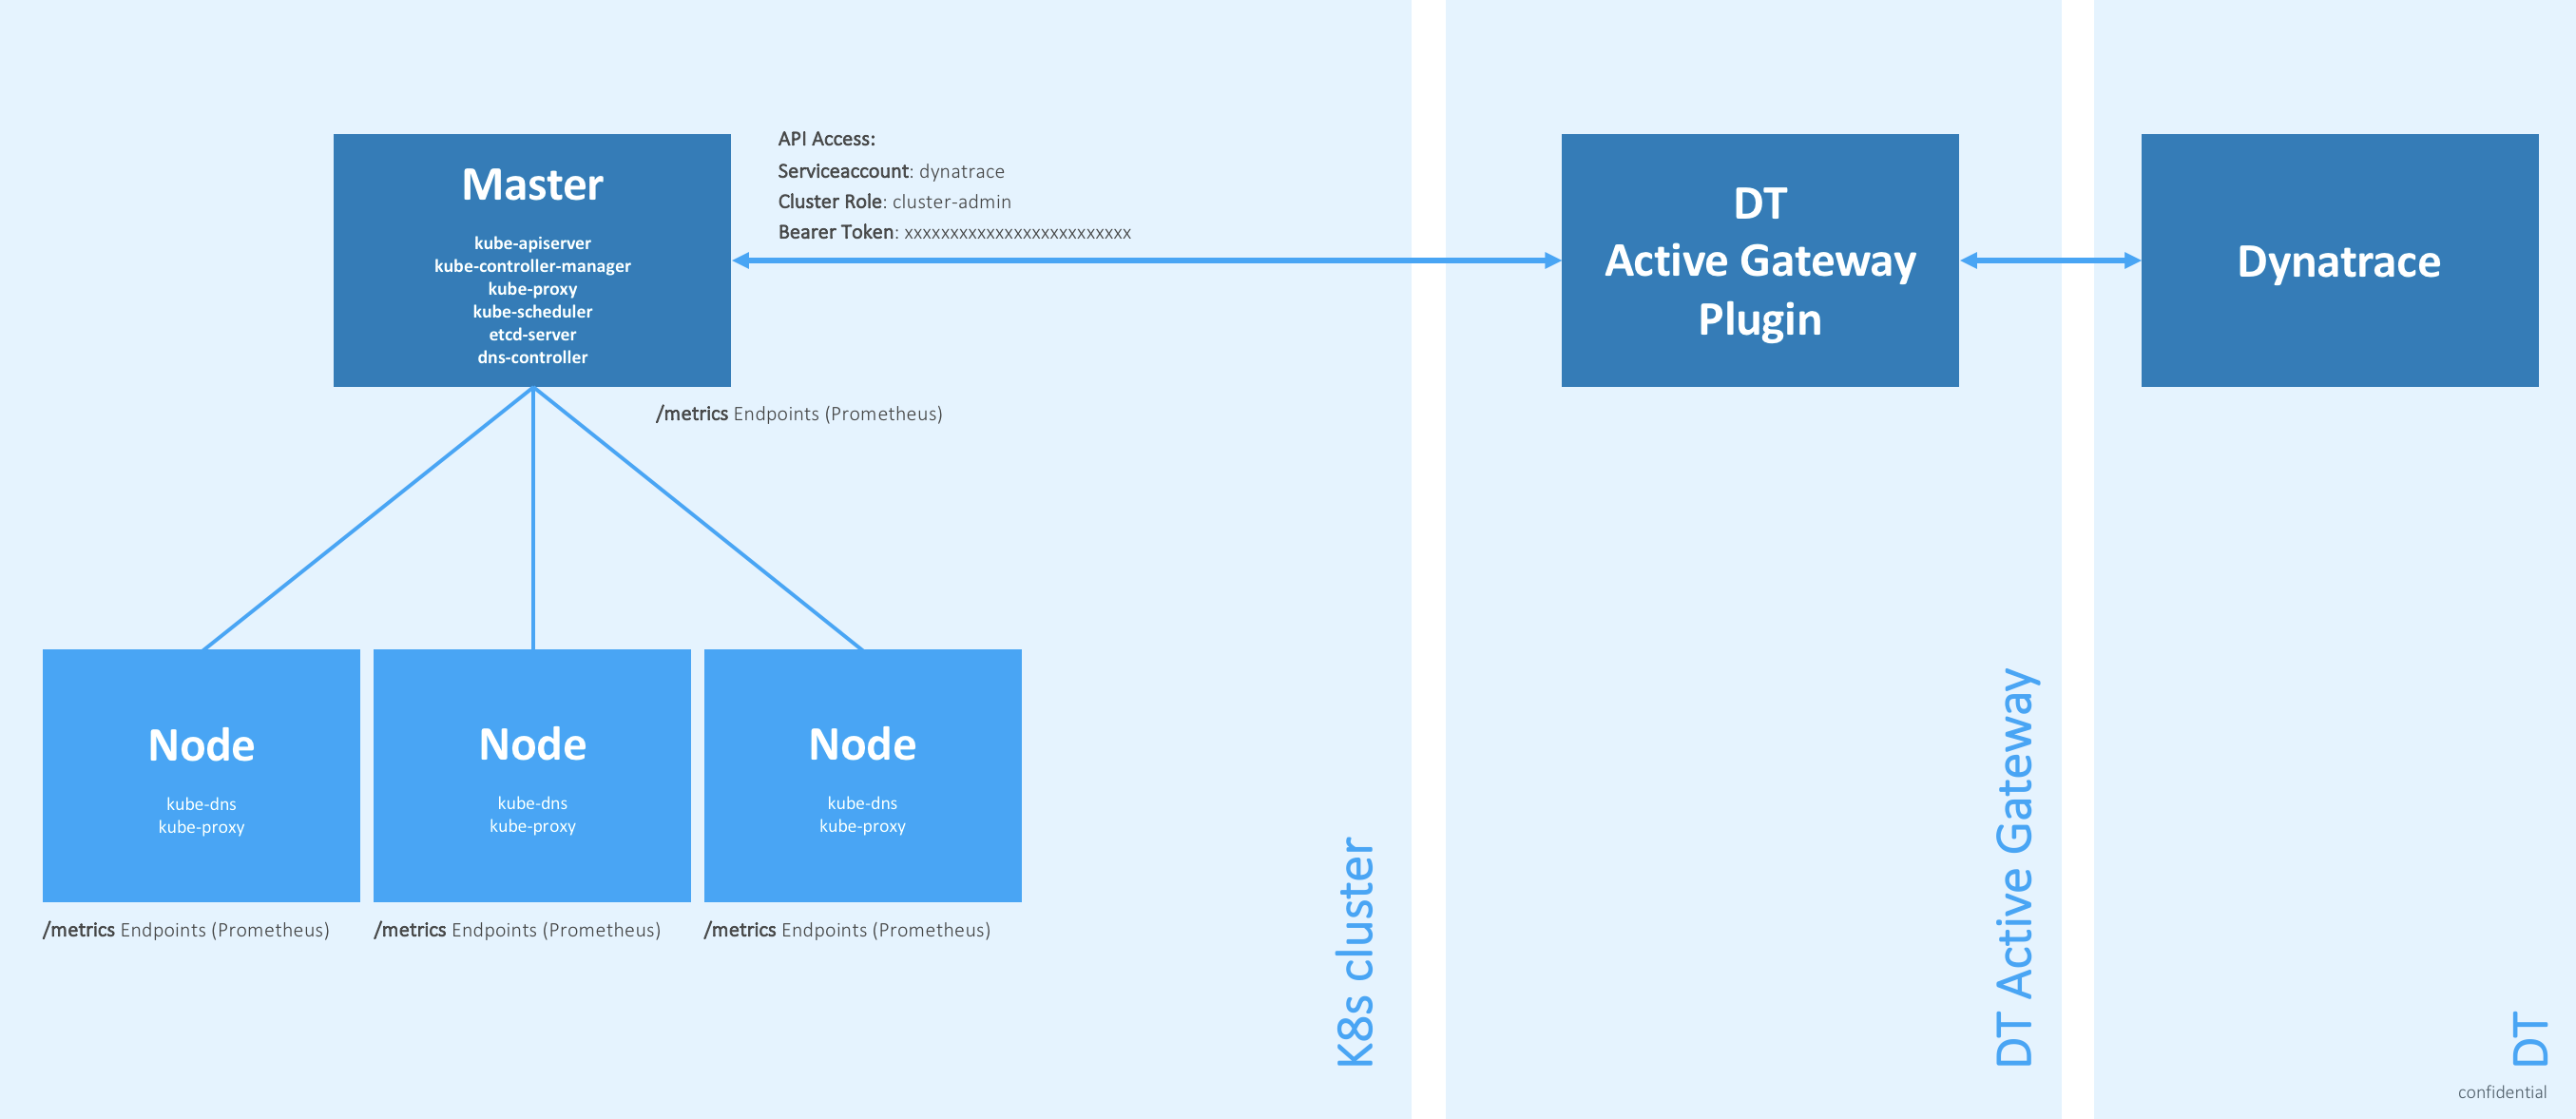 Master
kube-apiserver
kube-controller-manager
kube-proxy
kube-scheduler
etcd-server
dns-controller
API Access:
Serviceaccount: dynatrace
Cluster Role: cluster-admin
Bearer Token: xxxxxxxxxxxxxxxxxxxxxxxxx
/metrics Endpoints (Prometheus)
DT
Active Gateway
Plugin
Dynatrace
Node
kube-dns
kube-proxy
/metrics Endpoints (Prometheus)
Node
kube-dns
kube-proxy
/metrics Endpoints (Prometheus)
Node
kube-dns
kube-proxy
/metrics Endpoints (Prometheus)
K8s cluster
DT Active Gateway
DT
confidential